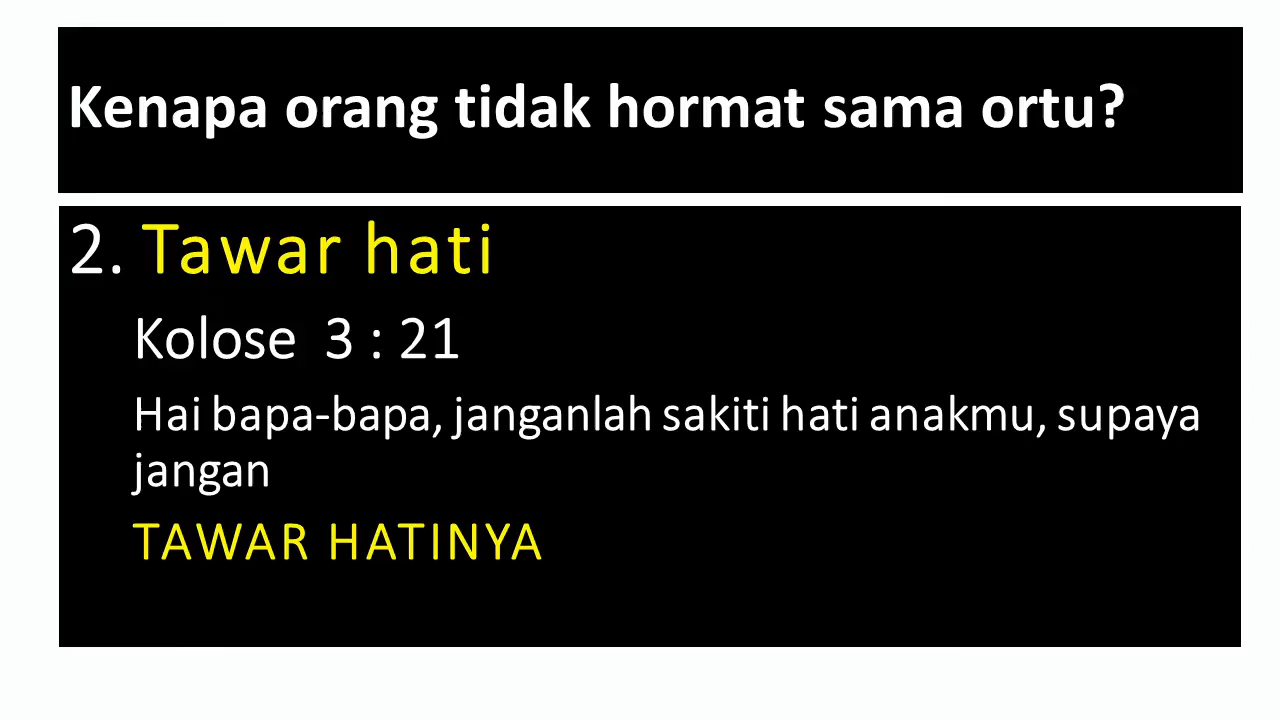 Kenapa orang tidak hormat sama ortu?
2. Tawar hati
Kolose 3 : 21
Hai bapa-bapa, janganlah sakiti hati anakmu, supaya
jangan
TAWAR HATINYA